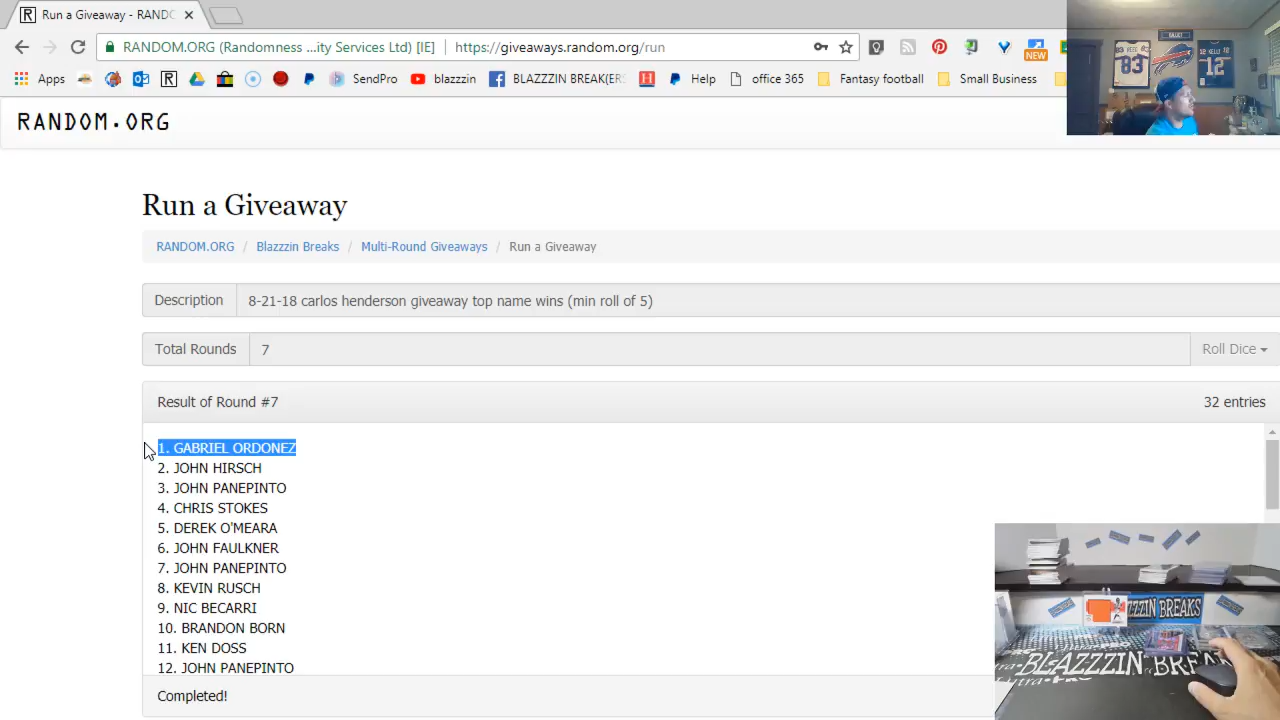 Run a Giveaway - RAND
RANDOM.ORG (Randomness ...ity Services Ltd) [IE]
https://giveaways.random.org/run
NEW
Apps
SendPro
blazzzin
BLAZZZIN BREAK(ERS
Help
office 365
Fantasy football
Small Business
83
12
RANDOM.ORG
Run a Giveaway
RANDOM.ORG / Blazzzin Breaks / Multi-Round Giveaways / Run a Giveaway
Description 8-21-18 carlos henderson giveaway top name wins (min roll of 5)
Total Rounds 7 Roll Dice
Result of Round #7 32 entries
1. GABRIEL ORDONEZ
2. JOHN HIRSCH
3. JOHN PANEPINTO
4. CHRIS STOKES
5. DEREK O'MEARA
6. JOHN FAULKNER
7. JOHN PANEPINTO
8. KEVIN RUSCH
9. NIC BECARRI
10. BRANDON BORN
11. KEN DOSS
12. JOHN PANEPINTO
Completed!
ZZIN BREAKS
BLAZZZIN BREA